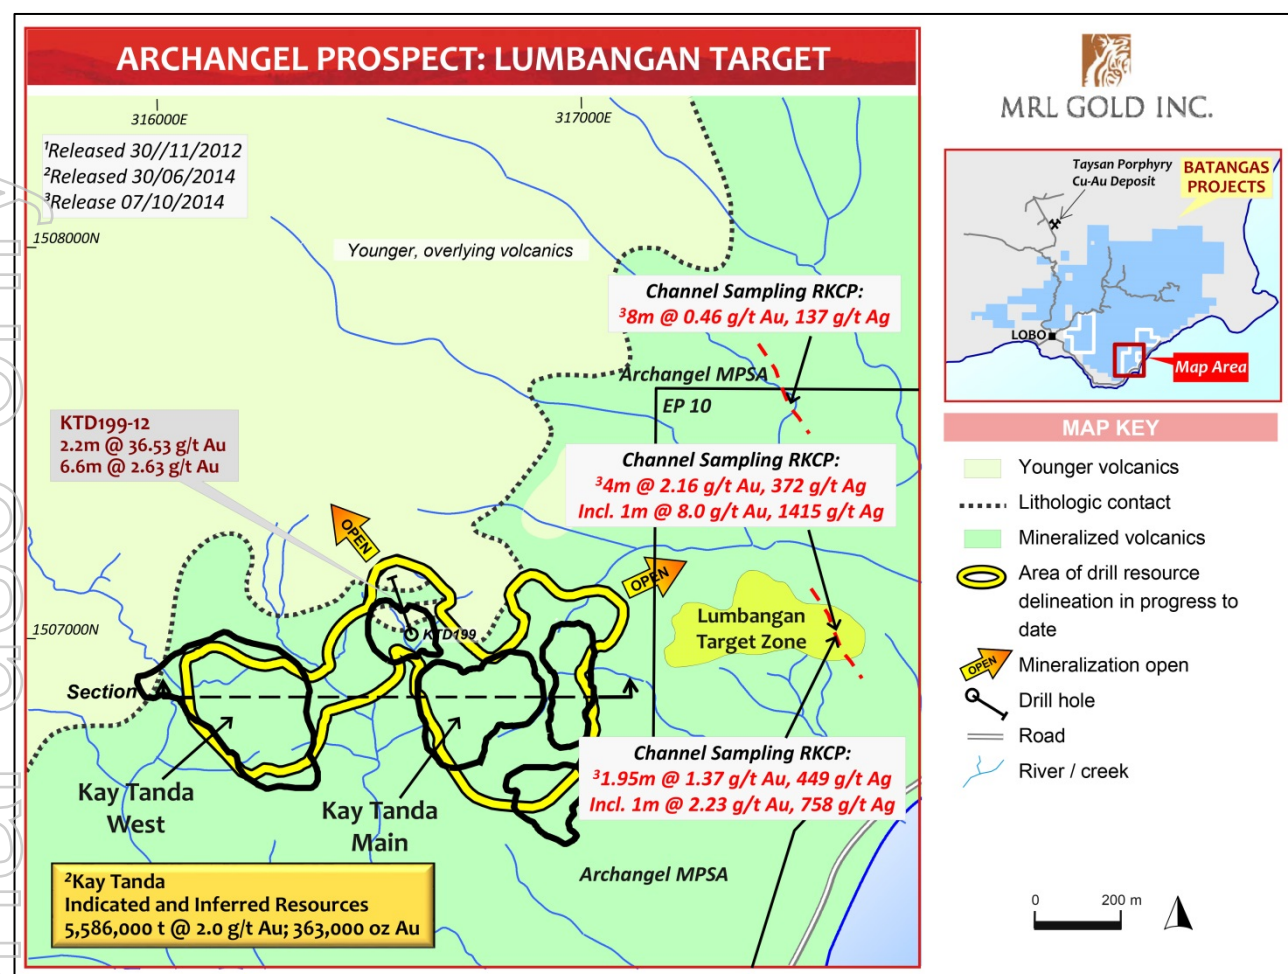 ARCHANGEL PROSPECT: LUMBANGAN TARGET
316000E
317000E
¹Released 30//11/2012
²Released 30/06/2014
³Release 07/10/2014
1508000N
Younger, overlying volcanics
Channel Sampling RKCP:
³8m @ 0.46 g/t Au, 137 g/t Ag
Archangel MPSA
EP 10
KTD199-12
2.2m @ 36.53 g/t Au
6.6m @ 2.63 g/t Au
Channel Sampling RKCP:
³4m @ 2.16 g/t Au, 372 g/t Ag
Incl. 1m @ 8.0 g/t Au, 1415 g/t Ag
OPEN
OPEN
Lumbangan
Target Zone
1507000N
KTD199
Section
Channel Sampling RKCP:
³1.95m @ 1.37 g/t Au, 449 g/t Ag
Incl. 1m @ 2.23 g/t Au, 758 g/t Ag
Kay Tanda
West
Kay Tanda
Main
Archangel MPSA
²Kay Tanda
Indicated and Inferred Resources
5,586,000 t @ 2.0 g/t Au; 363,000 oz Au
MRL GOLD INC.
Taysan Porphyry
Cu-Au Deposit
BATANGAS
PROJECTS
LOBO
Map Area
MAP KEY
Younger volcanics
Lithologic contact
Mineralized volcanics
Area of drill resource
delineation in progress to
date
OPEN
Mineralization open
Drill hole
Road
River / creek
0
200 m